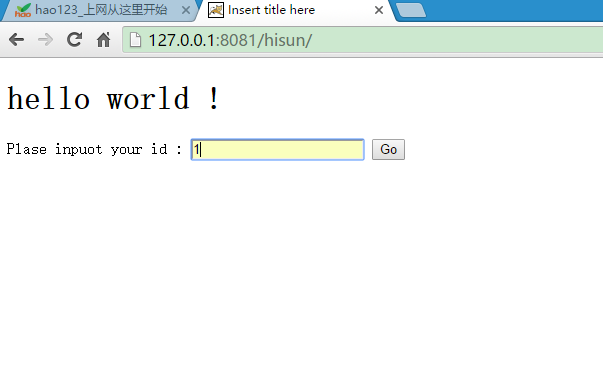 hao123_上网从这里开始
Insert title here
127.0.0.1:8081/hisun/
hello world !
Plase inpuot your id : 1 Go